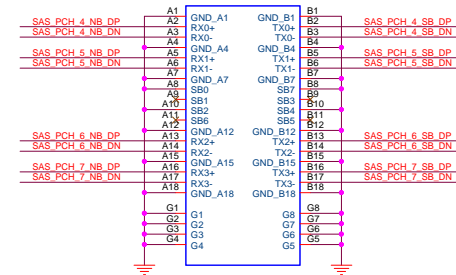 A1 GND_A1 GND_B1 B1
SAS_PCH_4_NB_DP A2 RX0+ TX0+ B2 SAS_PCH_4_SB_DP
SAS_PCH_4_NB_DN A3 RX0- TX0- B3 SAS_PCH_4_SB_DN
A4 GND_A4 GND_B4 B4
SAS_PCH_5_NB_DP A5 RX1+ TX1+ B5 SAS_PCH_5_SB_DP
SAS_PCH_5_NB_DN A6 RX1- TX1- B6 SAS_PCH_5_SB_DN
A7 GND_A7 GND_B7 B7
A8 SB0 SB7 B8
A9 SB1 SB3 B9
A10 SB2 SB4 B10
A11 SB6 SB5 B11
A12 GND_A12 GND_B12 B12
SAS_PCH_6_NB_DP A13 RX2+ TX2+ B13 SAS_PCH_6_SB_DP
SAS_PCH_6_NB_DN A14 RX2- TX2- B14 SAS_PCH_6_SB_DN
A15 GND_A15 GND_B15 B15
SAS_PCH_7_NB_DP A16 RX3+ TX3+ B16 SAS_PCH_7_SB_DP
SAS_PCH_7_NB_DN A17 RX3- TX3- B17 SAS_PCH_7_SB_DN
A18 GND_A18 GND_B18 B18
G1 G1 G8 G8
G2 G2 G7 G7
G3 G3 G6 G6
G4 G4 G5 G5